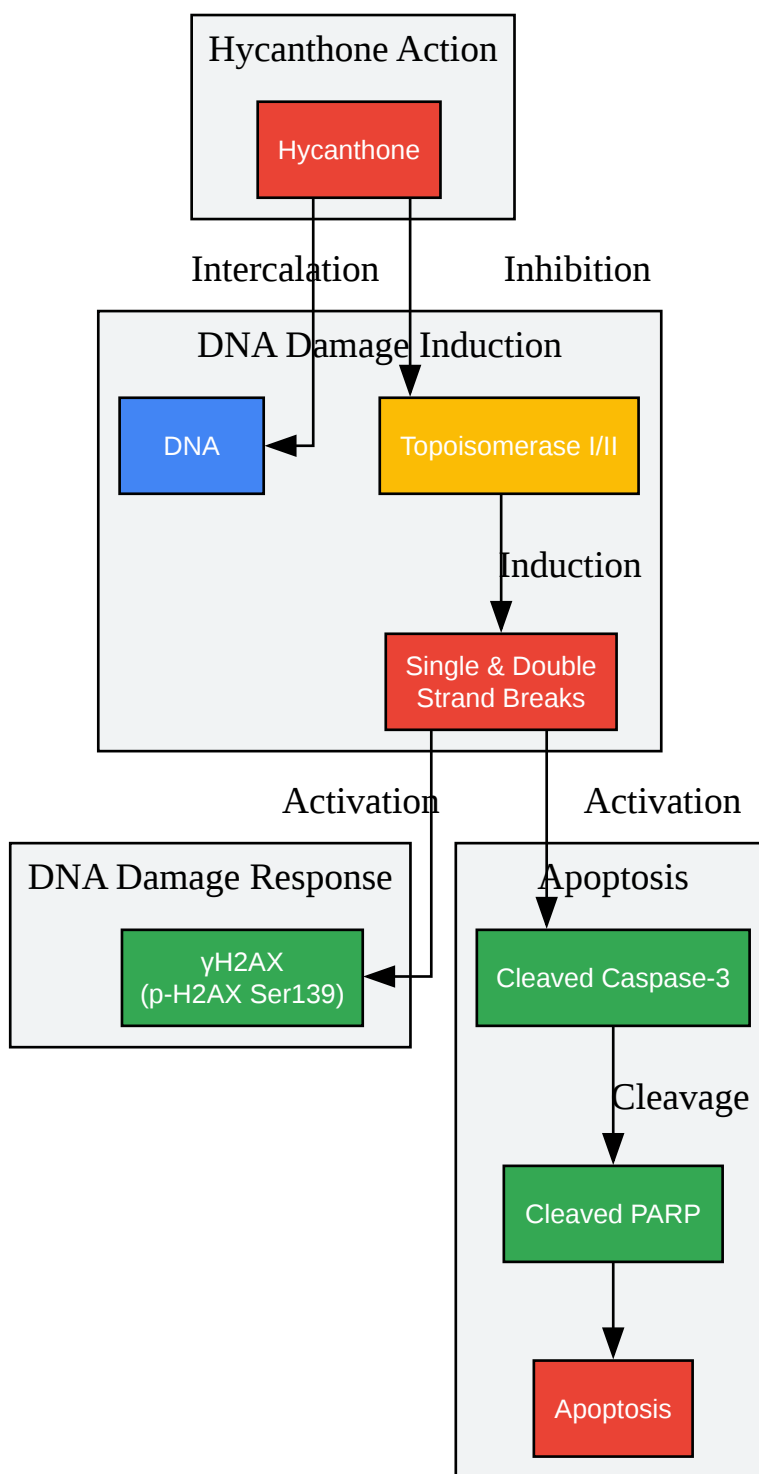 Hycanthone Action
Hycanthone
Intercalation
Inhibition
DNA Damage Induction
DNA
Topoisomerase I/II
Induction
Single & Double
Strand Breaks
Activation
Activation
DNA Damage Response
γH2AX
(p-H2AX Ser139)
Apoptosis
Cleaved Caspase-3
Cleavage
Cleaved PARP
Apoptosis